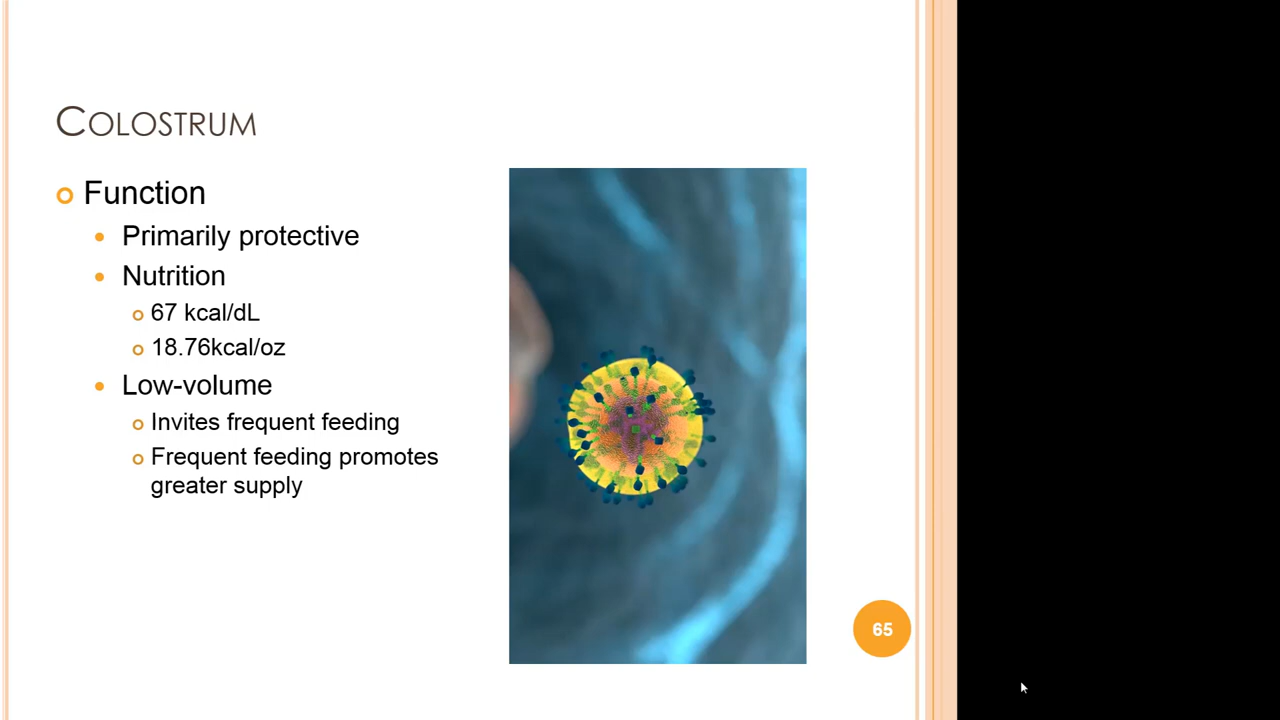 COLOSTRUM
Function
Primarily protective
Nutrition
67 kcal/dL
18.76kcal/oz
Low-volume
Invites frequent feeding
Frequent feeding promotes
greater supply
65